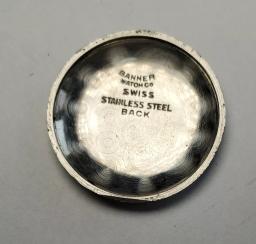 BANNER
WATCH CO
SWISS
STAINLESS STEEL
BACK